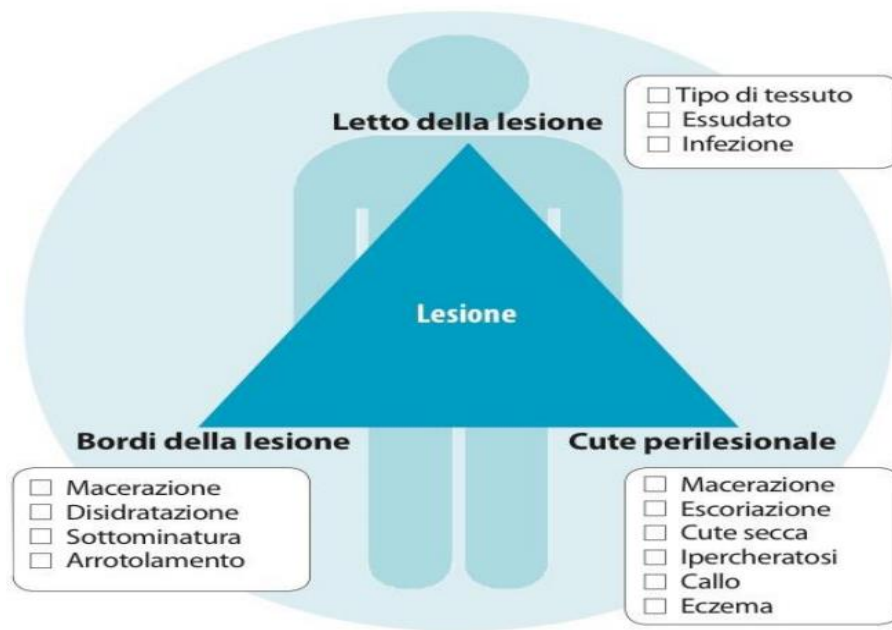 Letto della lesione
Tipo di tessuto
Essudato
Infezione
Lesione
Bordi della lesione
Macerazione
Disidratazione
Sottominatura
Arrotolamento
Cute perilesionale
Macerazione
Escoriazione
Cute secca
Ipercheratosi
Callo
Eczema